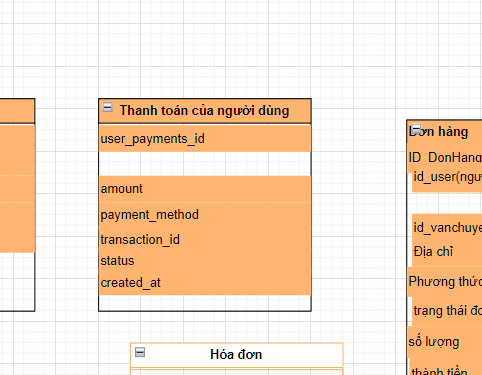 Thanh toán của người dùng
user_payments_id
amount
payment_method
transaction_id
status
created_at
Hóa đơn
Đơn hàng
ID_DonHang
id_user(ngư
id_vanchuye
Địa chỉ
Phương thức
trạng thái đơ
số lượng
thành tiền